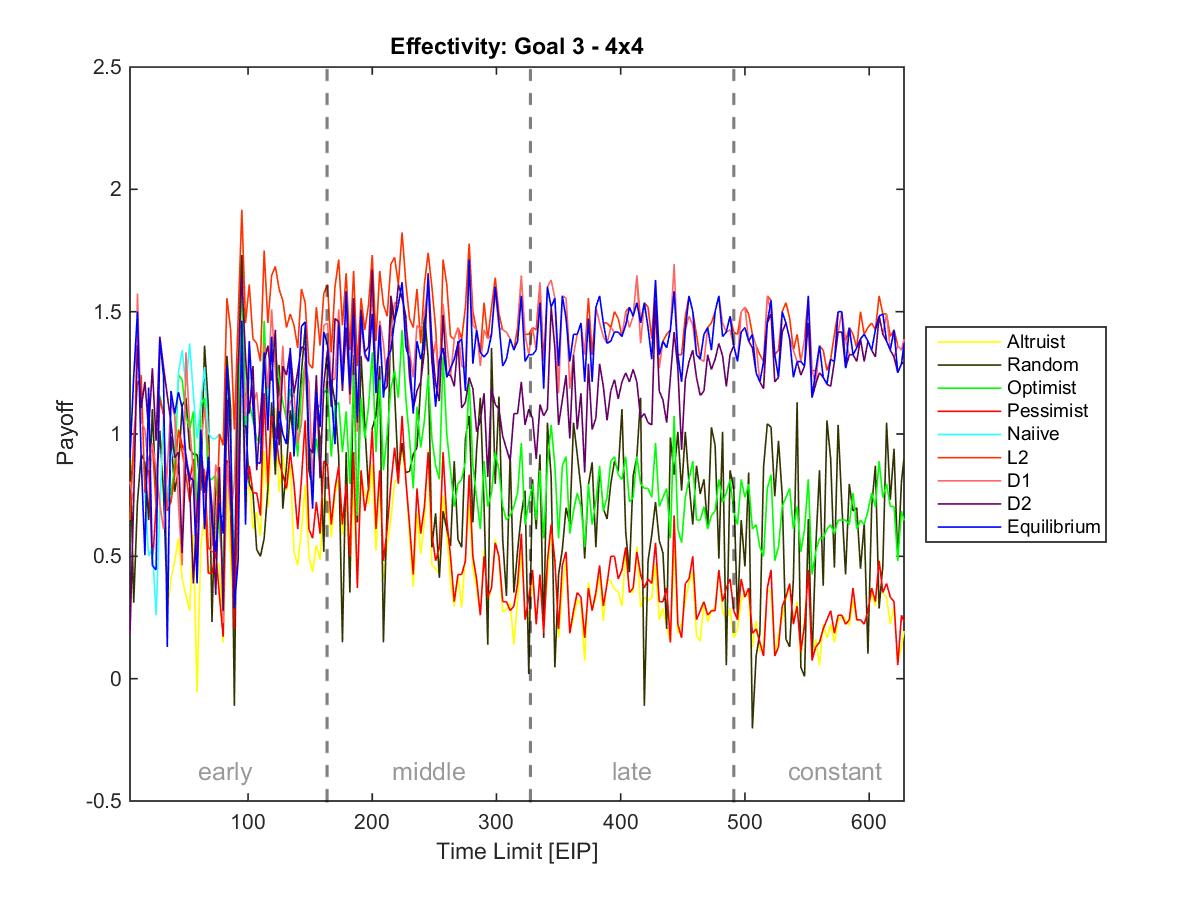 Effectivity: Goal 3 - 4x4
2.5
2
1.5
1
0.5
0
-0.5
Payoff
early middle late constant
100 200 300 400 500 600
Time Limit [EIP]
Altruist
Random
Optimist
Pessimist
Naiive
L2
D1
D2
Equilibrium